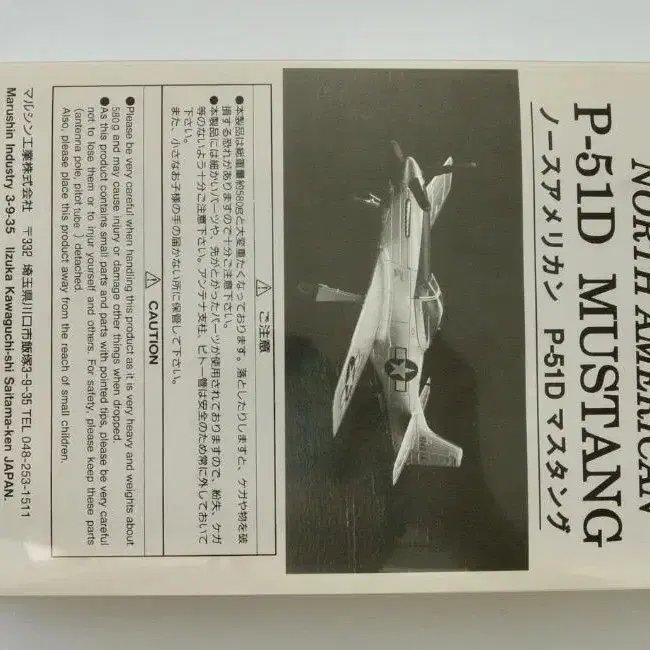 NORTH AMERICAN
P-51D MUSTANG
ノースアメリカン P-51D マスタング
⚠ ご注意
●本製品は総重量約580gと大変重たくなっております。落としたりしますと、ケガや物を破
損する恐れがありますので十分ご注意下さい。
●本製品には細かいパーツや、先がとがったパーツが使用されておりますので、紛失、ケガ
等のないよう十分ご注意下さい。アンテナ支柱、ピトー管は安全のため常に外しておいて
下さい。
また、小さなお子様の手の届かない所に保管して下さい。
⚠ CAUTION
●Please be very careful when handling this product as it is very heavy and weights about
580g and may cause injury or damage other things when dropped.
●As this product contains small parts and parts with pointed tips, please be very careful
not to lose them or to injur yourself and others. For safety, please keep these parts
(antenna pole, pitot tube ) detached.
Also, please place this product away from the reach of small children.
マルシン工業株式会社 〒332 埼玉県川口市飯塚3-9-35 TEL 048-253-1511
Marushin Industry 3-9-35 Iizuka Kawaguchi-shi Saitama-ken JAPAN.